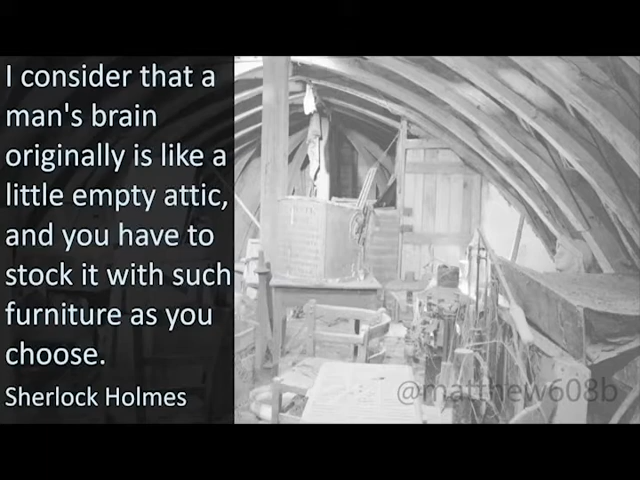 I consider that a
man's brain
originally is like a
little empty attic,
and you have to
stock it with such
furniture as you
choose.
Sherlock Holmes
@matthew608b